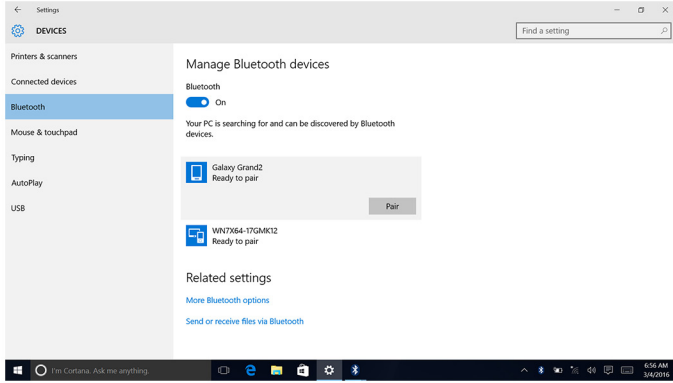 Settings
DEVICES
Find a setting
Printers & scanners
Connected devices
Bluetooth
Mouse & touchpad
Typing
AutoPlay
USB
Manage Bluetooth devices
Bluetooth
On
Your PC is searching for and can be discovered by Bluetooth
devices.
Galaxy Grand2
Ready to pair
Pair
WN7X64-17GMK12
Ready to pair
Related settings
More Bluetooth options
Send or receive files via Bluetooth
I'm Cortana. Ask me anything.
6:56 AM
3/4/2016